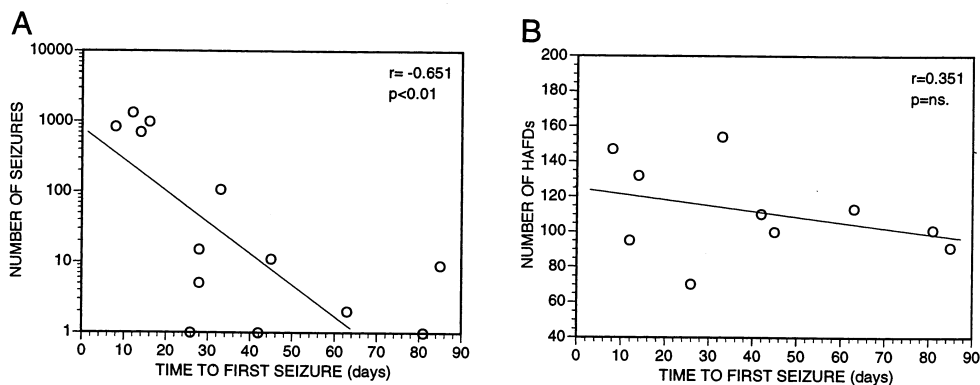 A
10000
1000
100
10
1
NUMBER OF SEIZURES
r= -0.651
p<0.01
0 10 20 30 40 50 60 70 80 90
TIME TO FIRST SEIZURE (days)
B
200
180
160
140
120
100
80
60
40
NUMBER OF HAFDs
r=0.351
p=ns.
0 10 20 30 40 50 60 70 80 90
TIME TO FIRST SEIZURE (days)